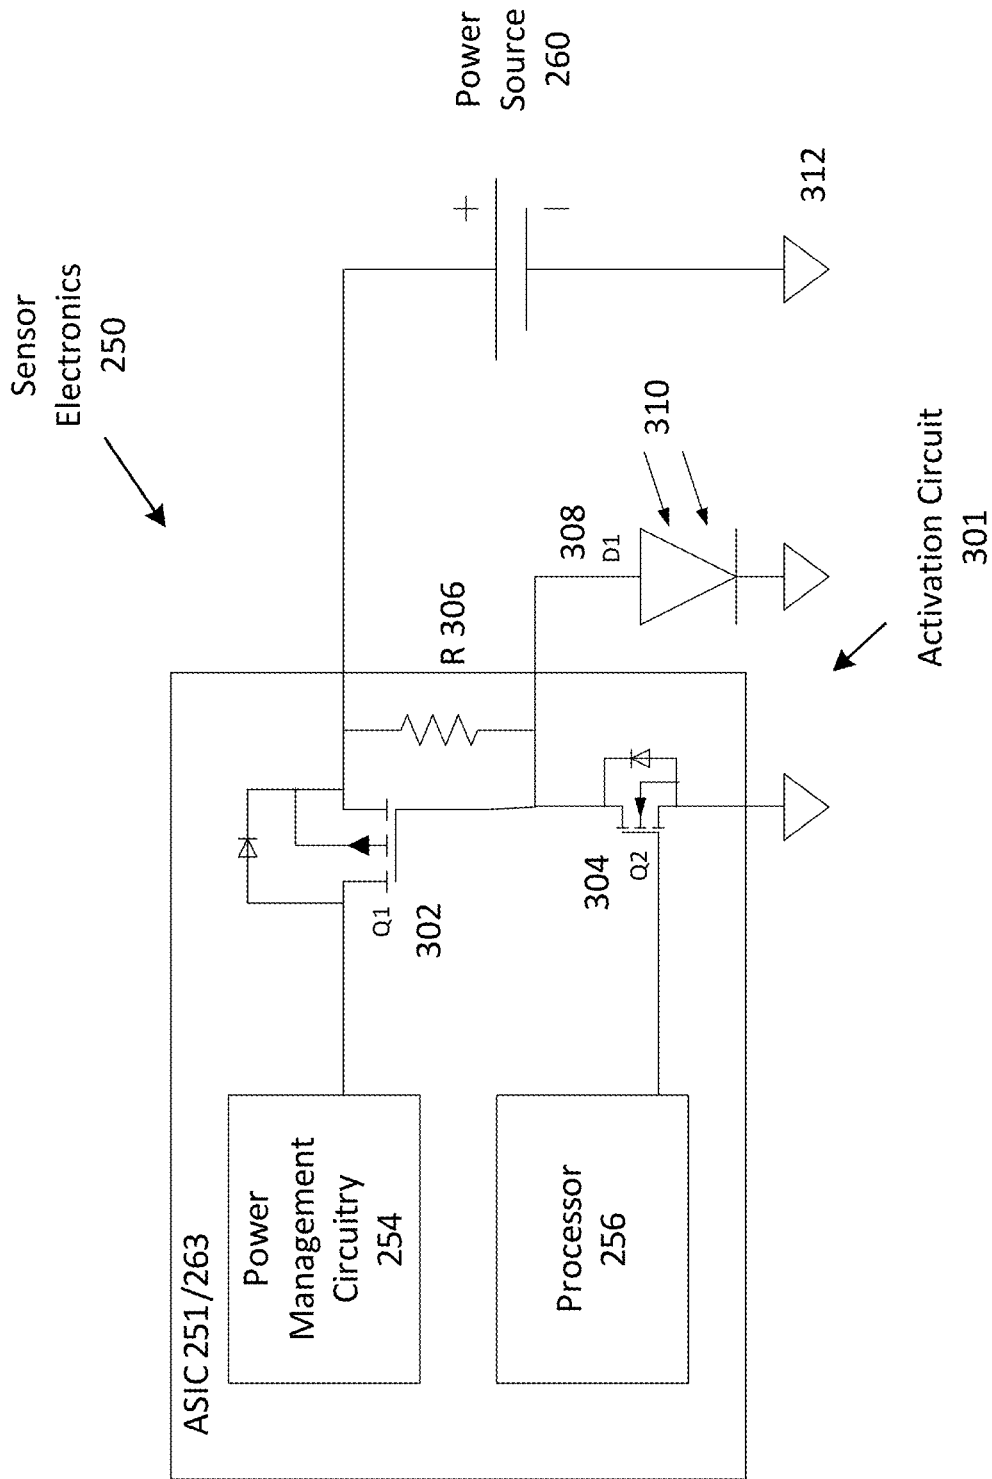 Sensor
Electronics
250
ASIC 251/263
Power
Management
Circuitry
254
Q1
302
R 306
+
−
Power
Source
260
Processor
256
304
Q2
308
D1
310
312
Activation Circuit
301